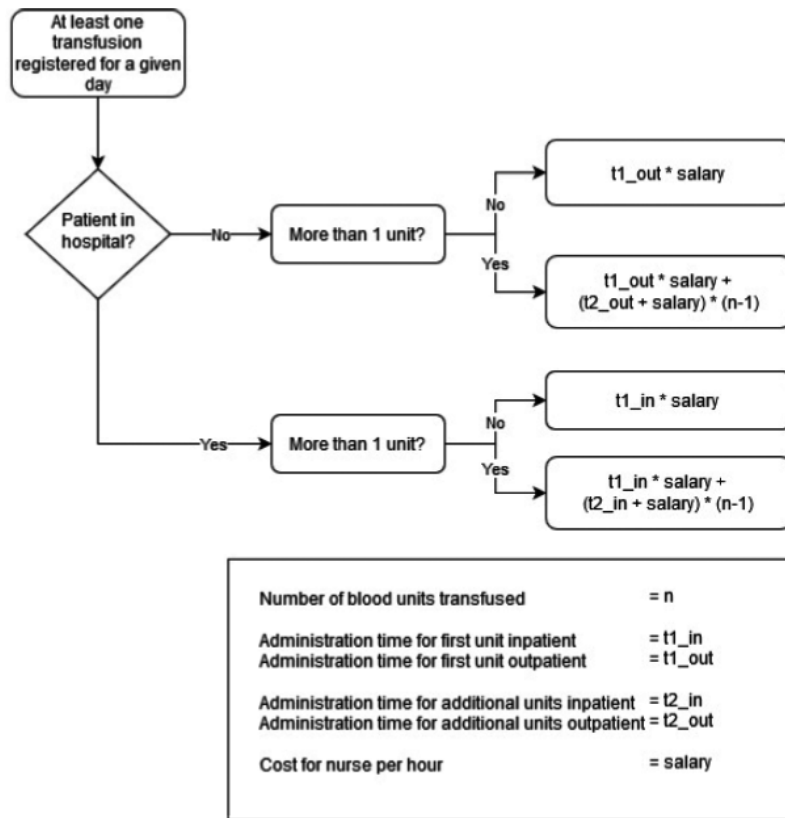 At least one
transfusion
registered for a given
day
Patient in
hospital?
No
More than 1 unit?
No
t1_out * salary
Yes
t1_out * salary +
(t2_out + salary) * (n-1)
Yes
More than 1 unit?
No
t1_in * salary
Yes
t1_in * salary +
(t2_in + salary) * (n-1)
Number of blood units transfused = n
Administration time for first unit inpatient = t1_in
Administration time for first unit outpatient = t1_out
Administration time for additional units inpatient = t2_in
Administration time for additional units outpatient = t2_out
Cost for nurse per hour = salary